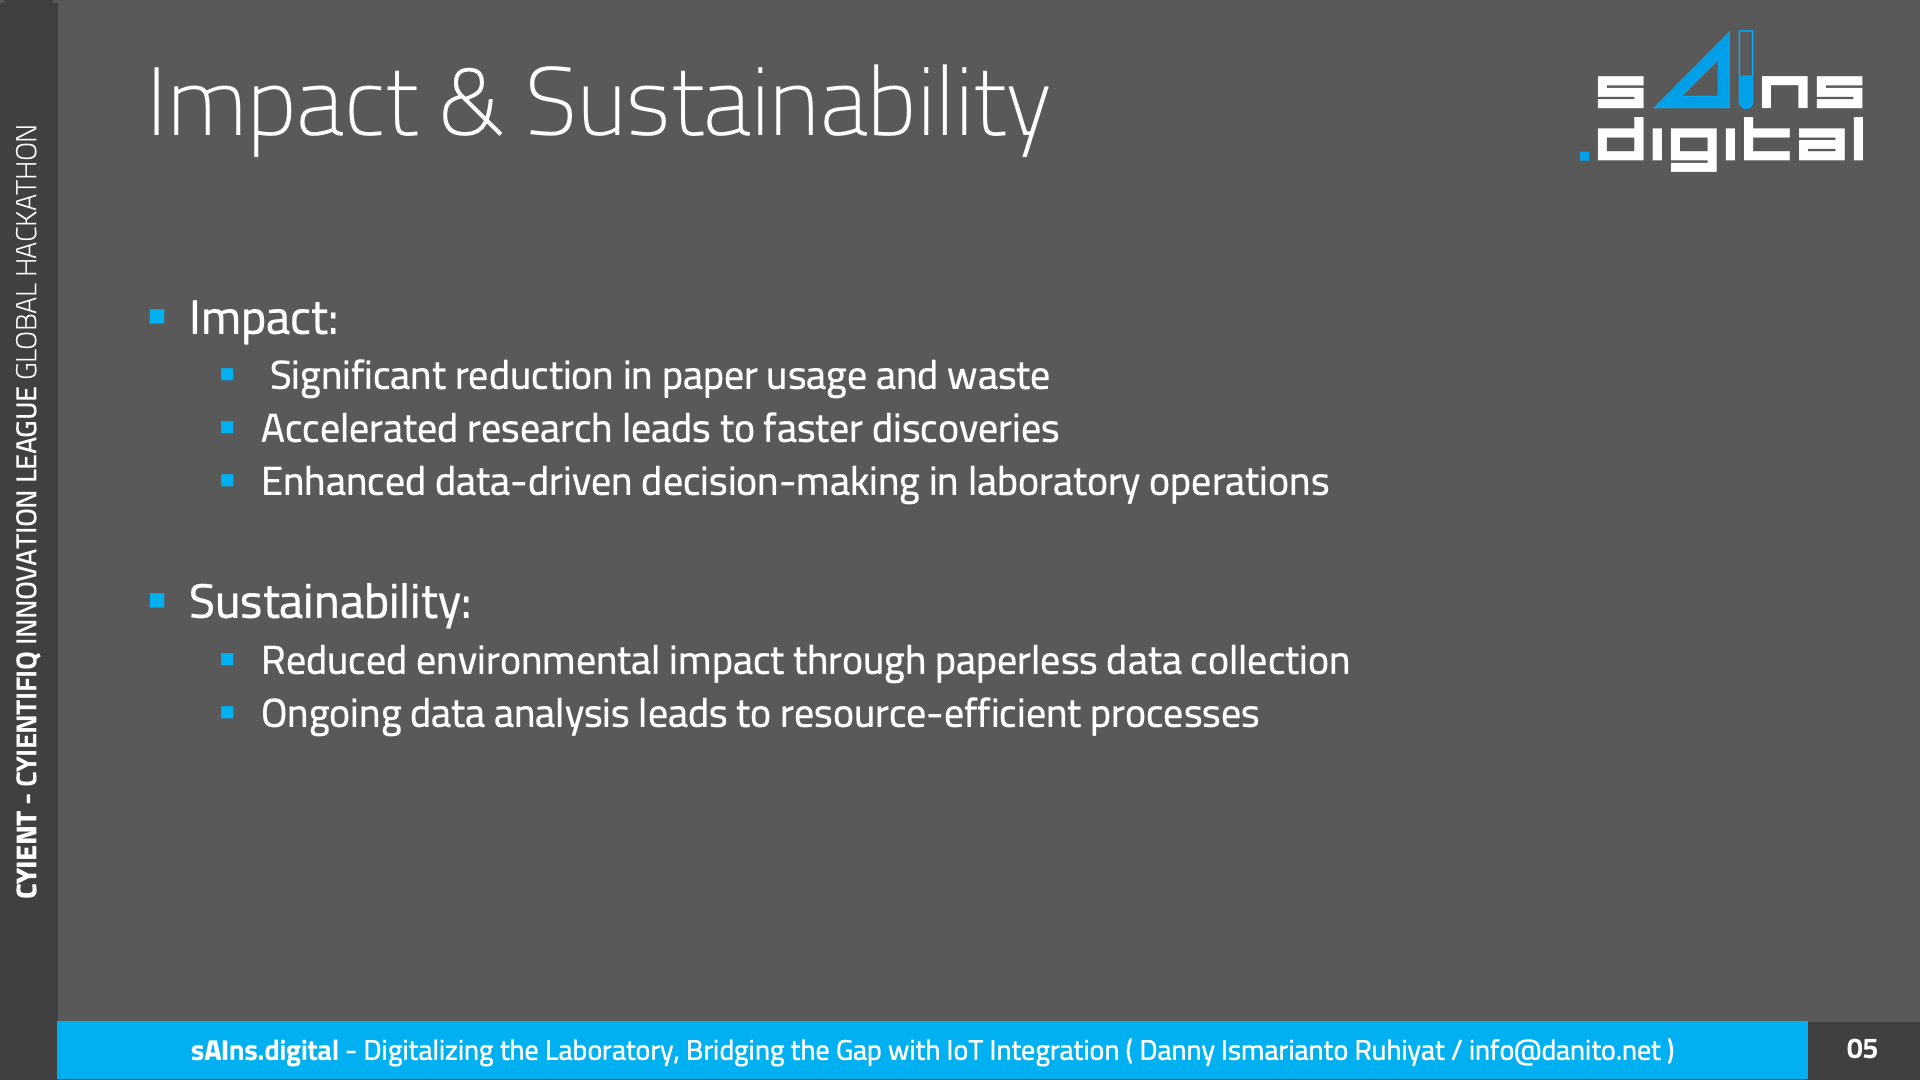 Impact & Sustainability
sAIns
.digital
CYIENT - CYIENTIFIQ INNOVATION LEAGUE GLOBAL HACKATHON
Impact:
Significant reduction in paper usage and waste
Accelerated research leads to faster discoveries
Enhanced data-driven decision-making in laboratory operations
Sustainability:
Reduced environmental impact through paperless data collection
Ongoing data analysis leads to resource-efficient processes
sAIns.digital - Digitalizing the Laboratory, Bridging the Gap with IoT Integration ( Danny Ismarianto Ruhiyat / info@danito.net )
05